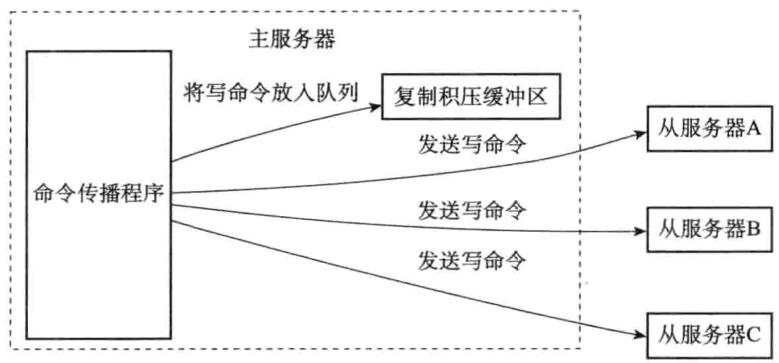 主服务器
将写命令放入队列
复制积压缓冲区
发送写命令
从服务器A
命令传播程序
发送写命令
从服务器B
发送写命令
从服务器C